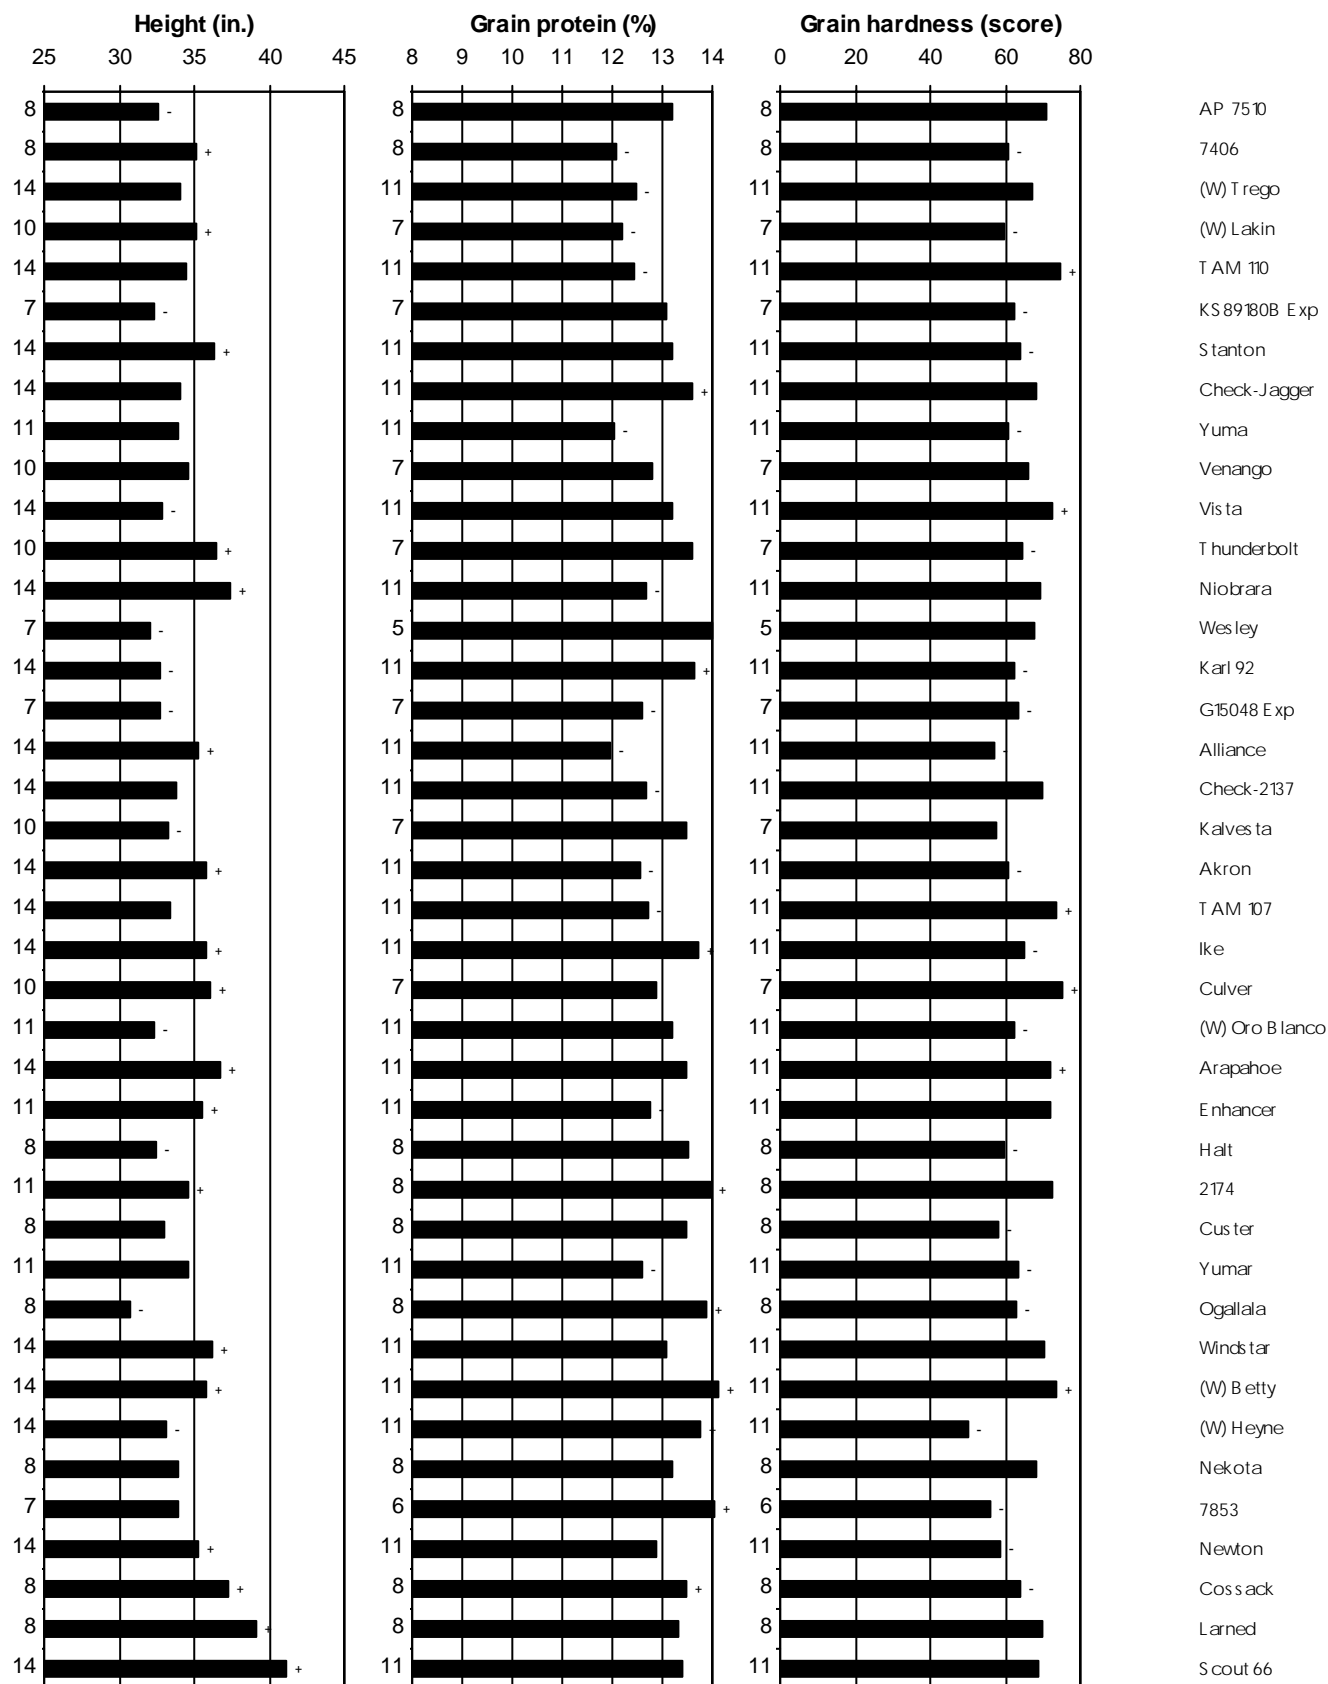 Height (in.) Grain protein (%) Grain hardness (score)
25 30 35 40 45 8 9 10 11 12 13 14 0 20 40 60 80
8 - 8 8 AP 7510
8 + 8 - 8 - 7406
14 11 - 11 (W) Trego
10 + 7 - 7 - (W) Lakin
14 11 - 11 + TAM 110
7 - 7 7 - KS89180B Exp
14 + 11 11 - Stanton
14 11 + 11 Check-Jagger
11 11 - 11 - Yuma
10 7 7 Venango
14 - 11 11 + Vista
10 + 7 7 - Thunderbolt
14 + 11 - 11 Niobrara
7 - 5 5 Wesley
14 - 11 + 11 - Karl 92
7 - 7 - 7 - G15048 Exp
14 + 11 - 11 - Alliance
14 11 - 11 Check-2137
10 - 7 7 Kalvesta
14 + 11 - 11 - Akron
14 11 - 11 + TAM 107
14 + 11 + 11 - Ike
10 + 7 7 + Culver
11 - 11 11 - (W) Oro Blanco
14 + 11 11 + Arapahoe
11 + 11 - 11 Enhancer
8 - 8 8 - Halt
11 + 8 + 8 2174
8 8 8 - Custer
11 11 - 11 - Yumar
8 - 8 + 8 - Ogallala
14 + 11 11 Windstar
14 + 11 + 11 + (W) Betty
14 - 11 - 11 - (W) Heyne
8 8 8 Nekota
7 6 + 6 - 7853
14 + 11 11 - Newton
8 + 8 + 8 - Cossack
8 + 8 8 Larned
14 + 11 11 Scout 66